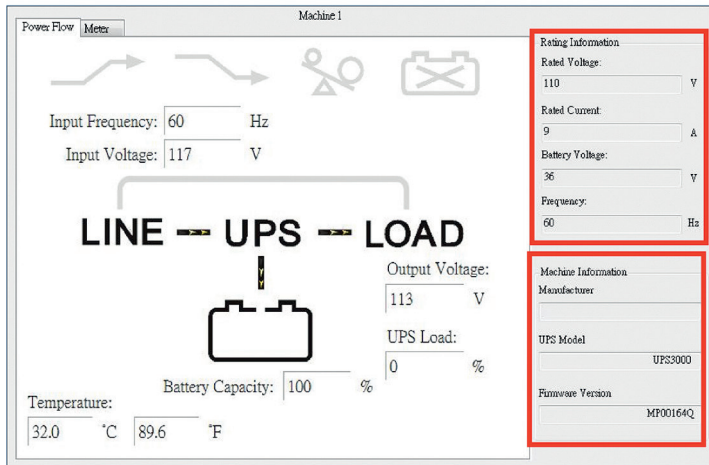 Machine 1
Power Flow Meter
Input Frequency: 60 Hz
Input Voltage: 117 V
LINE UPS LOAD
Output Voltage:
113 V
UPS Load:
0 %
Battery Capacity: 100 %
Temperature:
32.0 °C 89.6 °F
Rating Information
Rated Voltage:
110 V
Rated Current:
9 A
Battery Voltage:
36 V
Frequency:
60 Hz
Machine Information
Manufacturer
UPS Model
UPS3000
Firmware Version
MP00164Q